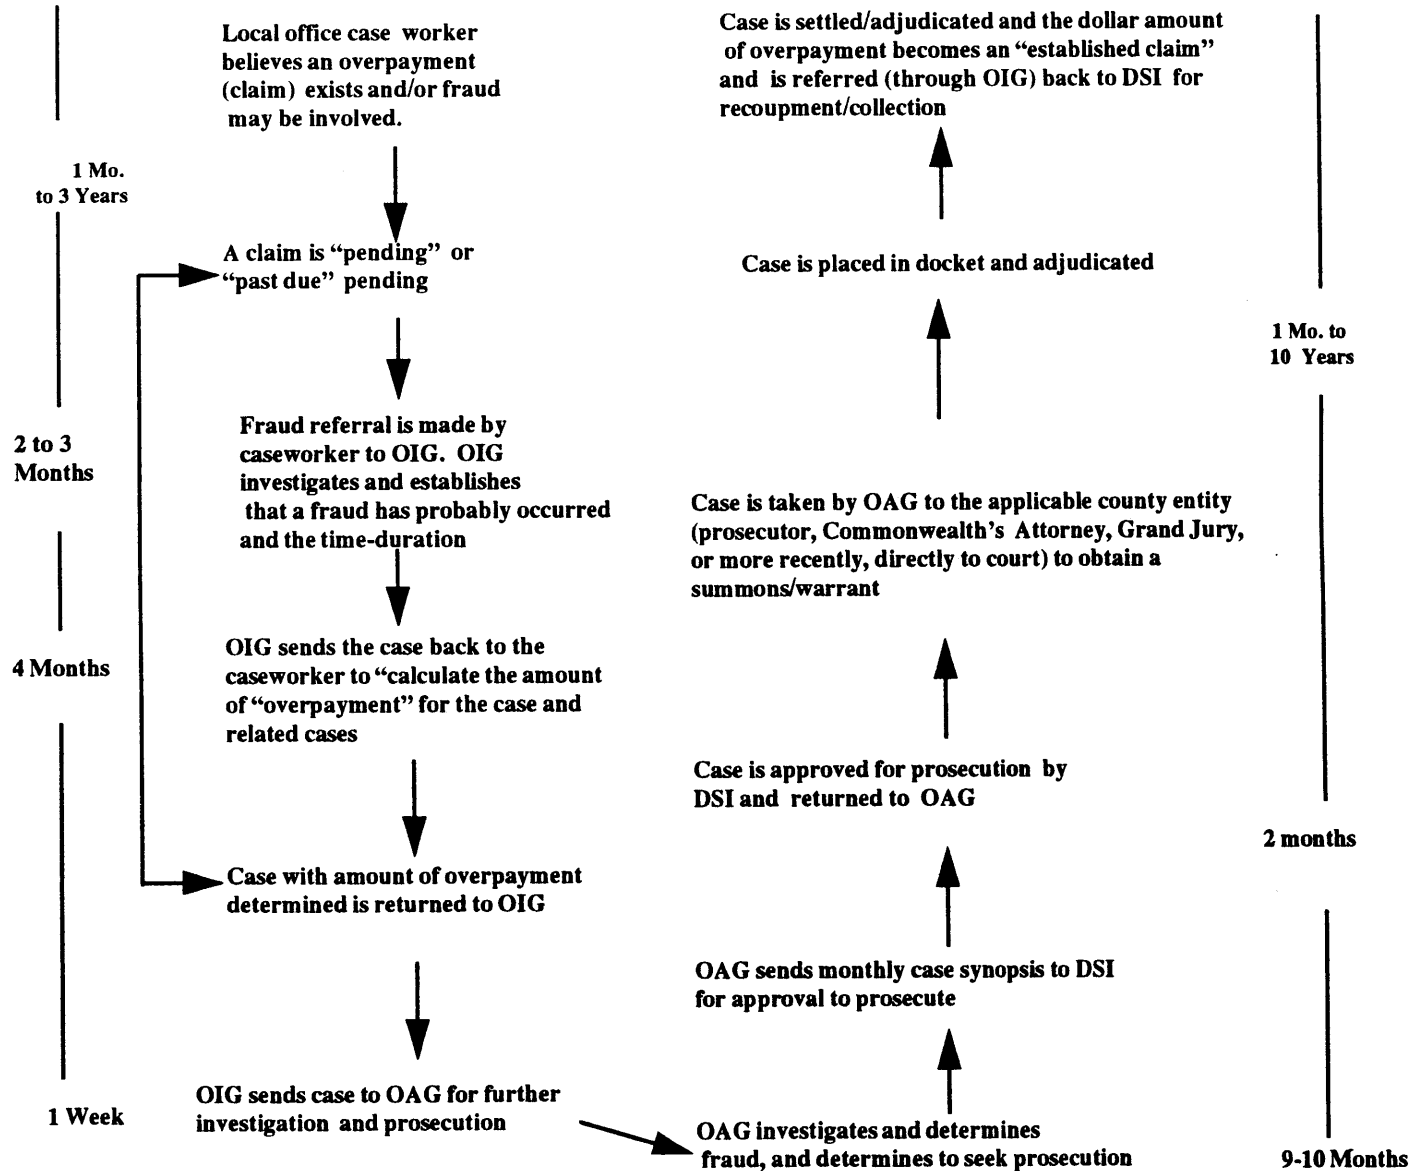 Local office case worker
believes an overpayment
(claim) exists and/or fraud
may be involved.
1 Mo.
to 3 Years
A claim is “pending” or
“past due” pending
2 to 3
Months
Fraud referral is made by
caseworker to OIG. OIG
investigates and establishes
that a fraud has probably occurred
and the time-duration
4 Months
OIG sends the case back to the
caseworker to “calculate the amount
of “overpayment” for the case and
related cases
Case with amount of overpayment
determined is returned to OIG
1 Week
OIG sends case to OAG for further
investigation and prosecution
OAG investigates and determines
fraud, and determines to seek prosecution
9-10 Months
OAG sends monthly case synopsis to DSI
for approval to prosecute
2 months
Case is approved for prosecution by
DSI and returned to OAG
Case is taken by OAG to the applicable county entity
(prosecutor, Commonwealth’s Attorney, Grand Jury,
or more recently, directly to court) to obtain a
summons/warrant
1 Mo. to
10 Years
Case is placed in docket and adjudicated
Case is settled/adjudicated and the dollar amount
of overpayment becomes an “established claim”
and is referred (through OIG) back to DSI for
recoupment/collection